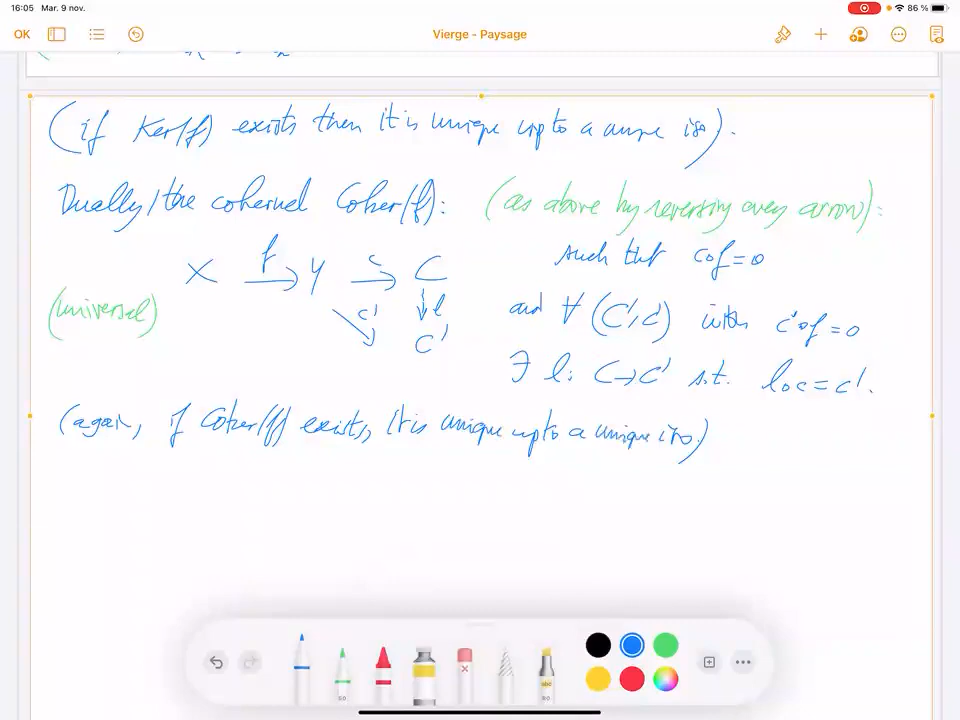 16:05 Mar. 9 nov. 86 %
OK Vierge - Paysage
(if Ker(f) exists then it is unique up to a unique iso).
Dually, the cokernel Coker(f): (as above by reversing every arrow):
X f→ Y c→ C such that c∘f = 0
(universal) c' ↓ l and ∀ (C', c') with c'∘f = 0
C' ∃ l: C → C' s.t. l∘c = c'.
(again, if Coker(f) exists, it is unique up to a unique iso.)
50
80